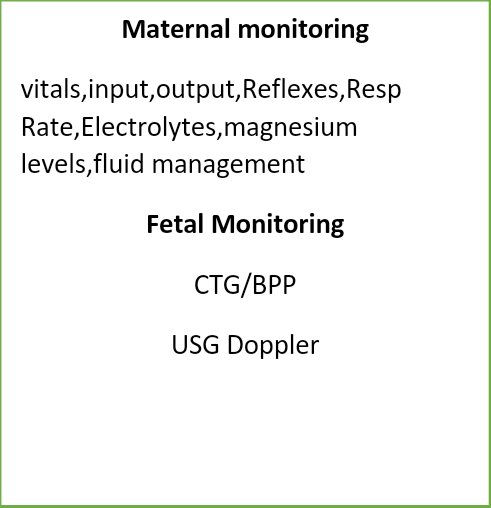 Maternal monitoring
vitals,input,output,Reflexes,Resp
Rate,Electrolytes,magnesium
levels,fluid management
Fetal Monitoring
CTG/BPP
USG Doppler